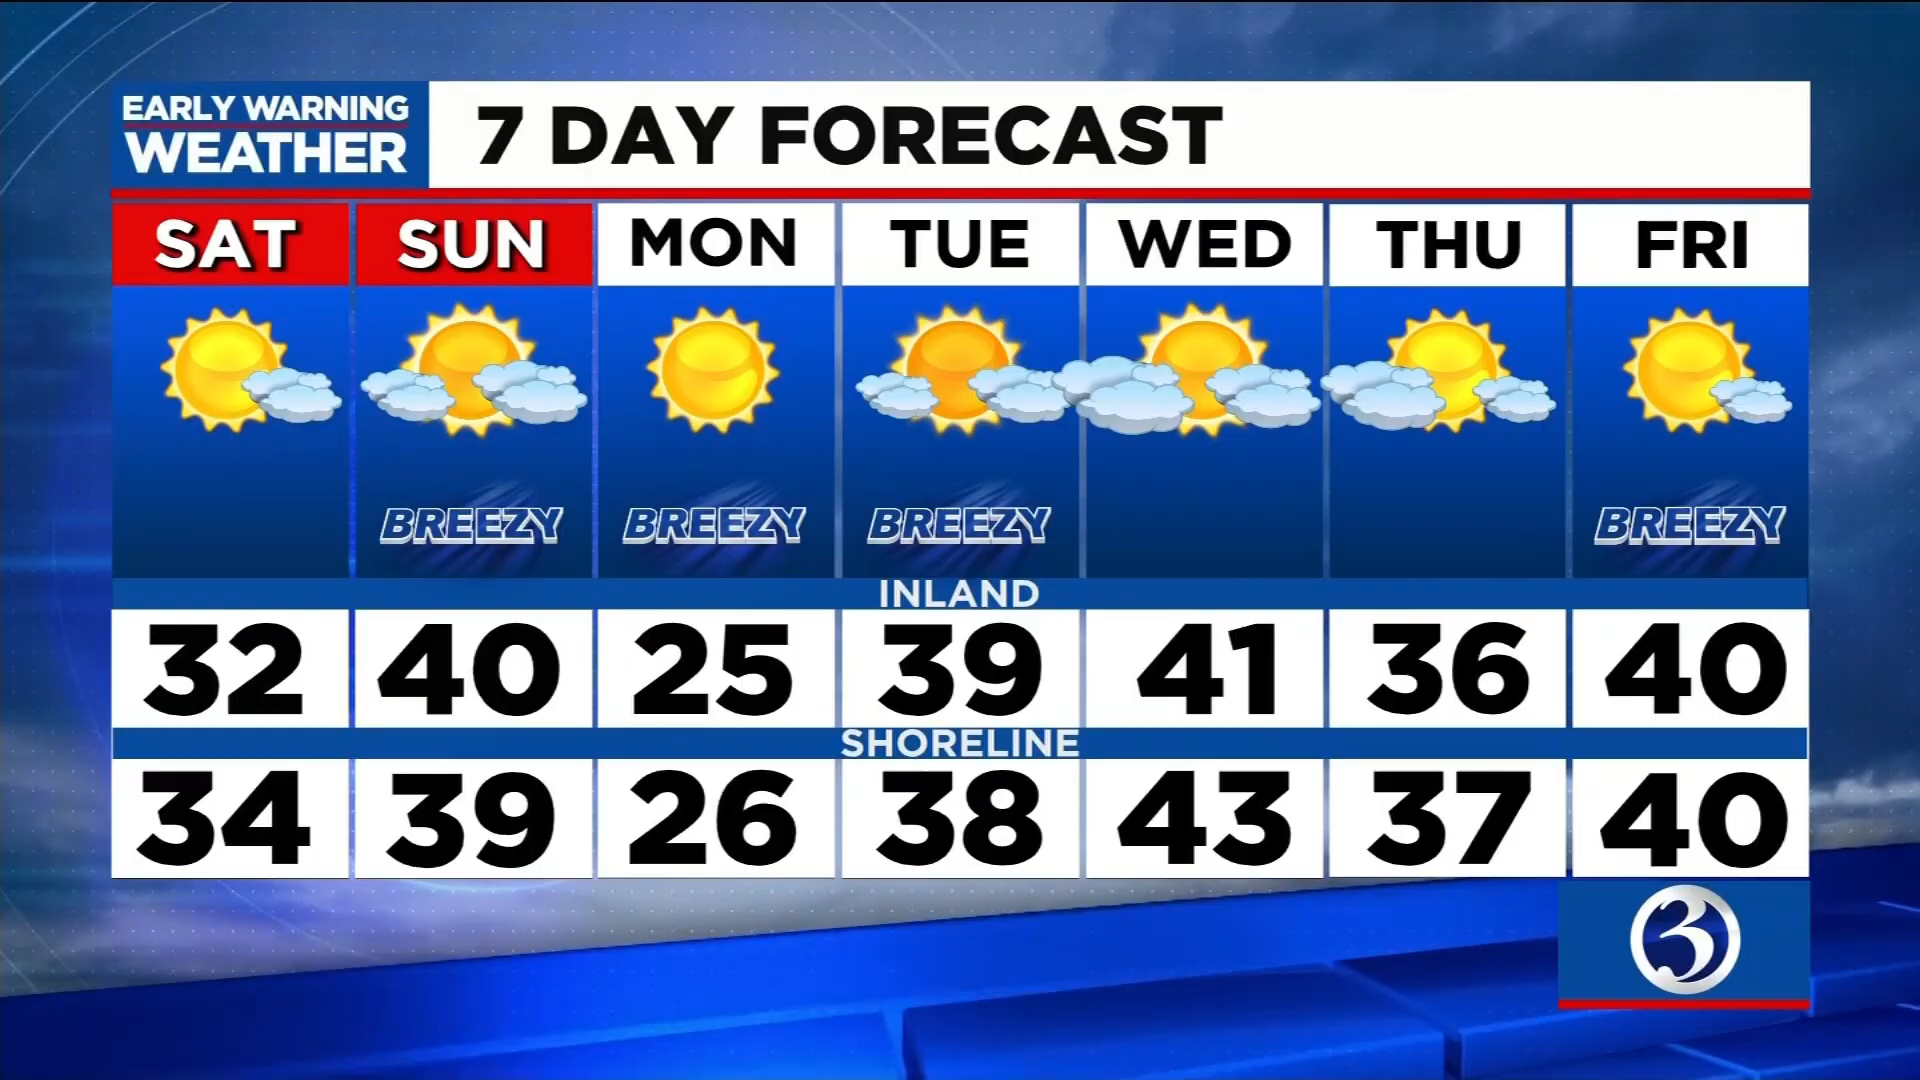 EARLY WARNING
WEATHER
7 DAY FORECAST
SAT SUN MON TUE WED THU FRI
BREEZY BREEZY BREEZY BREEZY
INLAND
32 40 25 39 41 36 40
SHORELINE
34 39 26 38 43 37 40
3